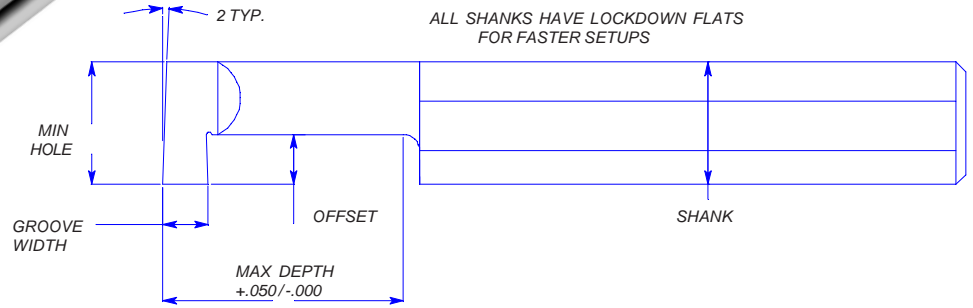 2 TYP.
ALL SHANKS HAVE LOCKDOWN FLATS
FOR FASTER SETUPS
MIN
HOLE
OFFSET
SHANK
GROOVE
WIDTH
MAX DEPTH
+.050/-.000